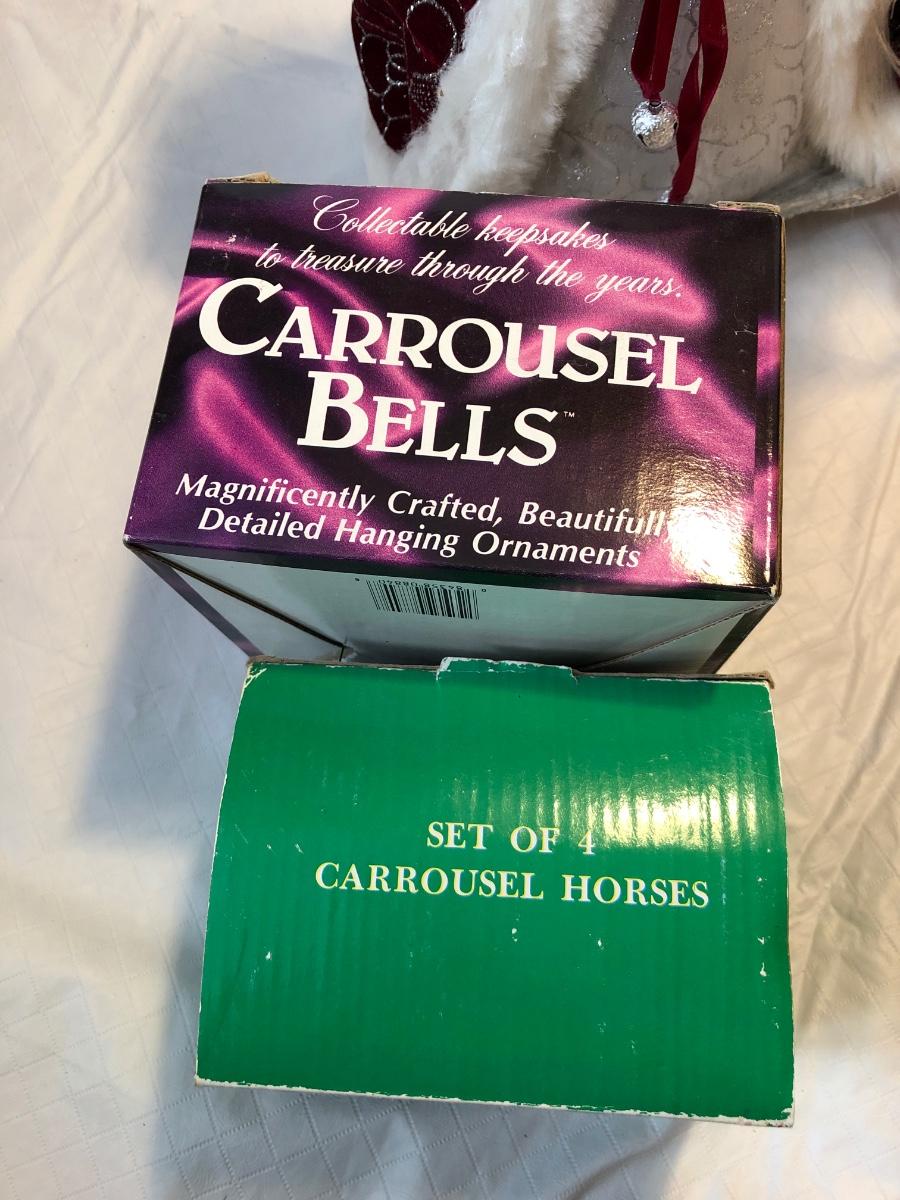 Collectable keepsakes
to treasure through the years.
CARROUSEL
BELLS™
Magnificently Crafted, Beautifully
Detailed Hanging Ornaments
SET OF 4
CARROUSEL HORSES